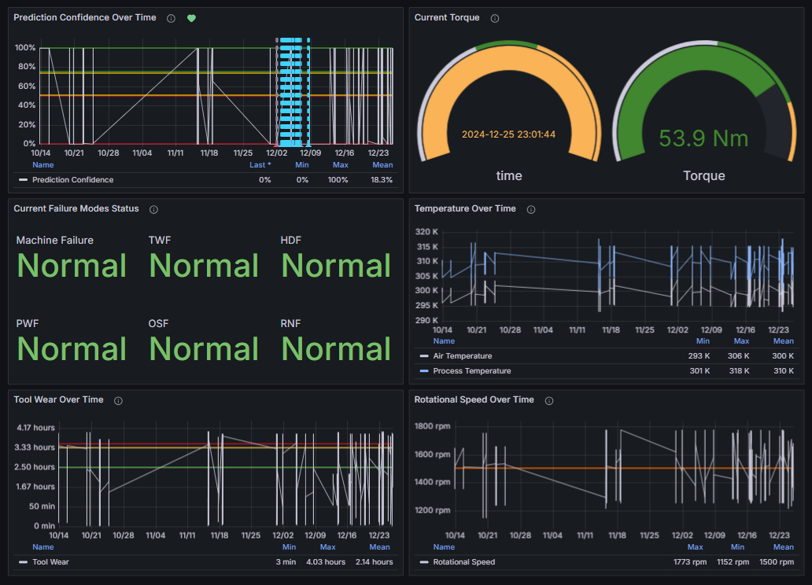 Prediction Confidence Over Time
100%
80%
60%
40%
20%
0%
10/14 10/21 10/28 11/04 11/11 11/18 11/25 12/02 12/09 12/16 12/23
Name Last * Min Max Mean
Prediction Confidence 0% 0% 100% 18.3%
Current Torque
2024-12-25 23:01:44
time
53.9 Nm
Torque
Current Failure Modes Status
Machine Failure TWF HDF
Normal Normal Normal
PWF OSF RNF
Normal Normal Normal
Temperature Over Time
320 K
315 K
310 K
305 K
300 K
295 K
290 K
10/14 10/21 10/28 11/04 11/11 11/18 11/25 12/02 12/09 12/16 12/23
Name Min Max Mean
Air Temperature 293 K 306 K 300 K
Process Temperature 301 K 318 K 310 K
Tool Wear Over Time
4.17 hours
3.33 hours
2.50 hours
1.67 hours
50 min
0 min
10/14 10/21 10/28 11/04 11/11 11/18 11/25 12/02 12/09 12/16 12/23
Name Min Max Mean
Tool Wear 3 min 4.03 hours 2.14 hours
Rotational Speed Over Time
1800 rpm
1600 rpm
1400 rpm
1200 rpm
10/14 10/21 10/28 11/04 11/11 11/18 11/25 12/02 12/09 12/16 12/23
Name Max Min Mean
Rotational Speed 1773 rpm 1152 rpm 1500 rpm